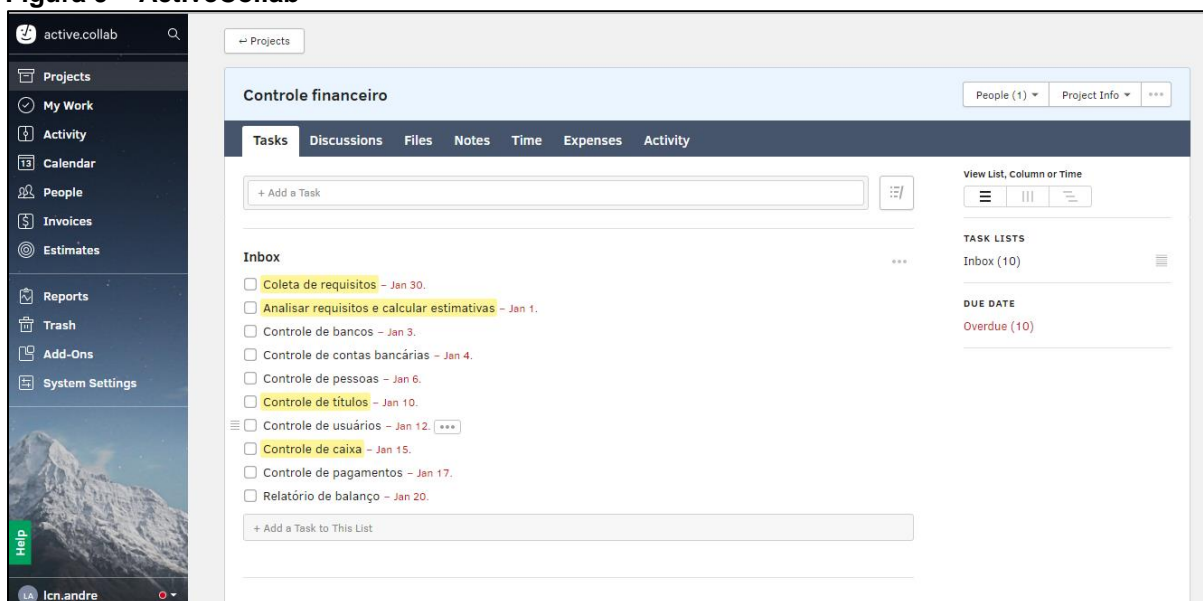 active.collab
Projects
My Work
Activity
13 Calendar
People
Invoices
Estimates
Reports
Trash
Add-Ons
System Settings
Help
LA lcn.andre
↩ Projects
Controle financeiro
People (1)
Project Info
Tasks Discussions Files Notes Time Expenses Activity
+ Add a Task
Inbox
Coleta de requisitos – Jan 30.
Analisar requisitos e calcular estimativas – Jan 1.
Controle de bancos – Jan 3.
Controle de contas bancárias – Jan 4.
Controle de pessoas – Jan 6.
Controle de títulos – Jan 10.
Controle de usuários – Jan 12.
Controle de caixa – Jan 15.
Controle de pagamentos – Jan 17.
Relatório de balanço – Jan 20.
+ Add a Task to This List
View List, Column or Time
TASK LISTS
Inbox (10)
DUE DATE
Overdue (10)